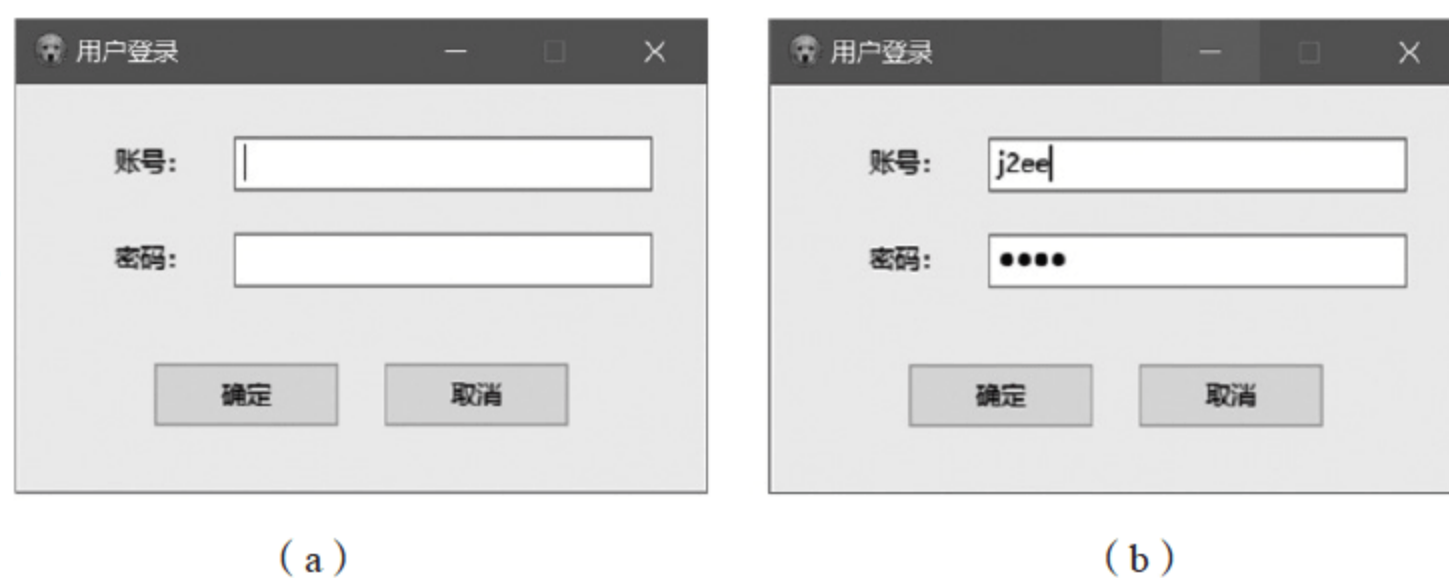 用户登录
账号：
密码：
确定 取消
（a）
用户登录
账号： j2ee
密码： ●●●●
确定 取消
（b）